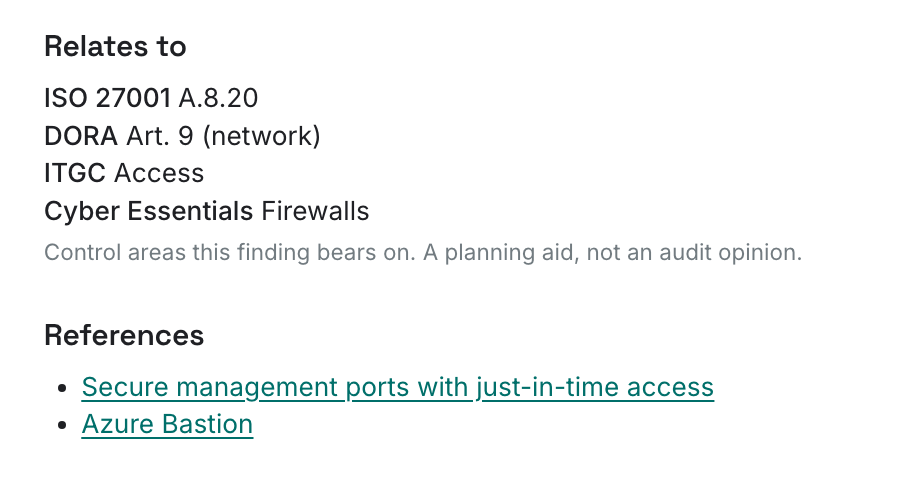 Relates to
ISO 27001 A.8.20
DORA Art. 9 (network)
ITGC Access
Cyber Essentials Firewalls
Control areas this finding bears on. A planning aid, not an audit opinion.
References
• Secure management ports with just-in-time access
• Azure Bastion